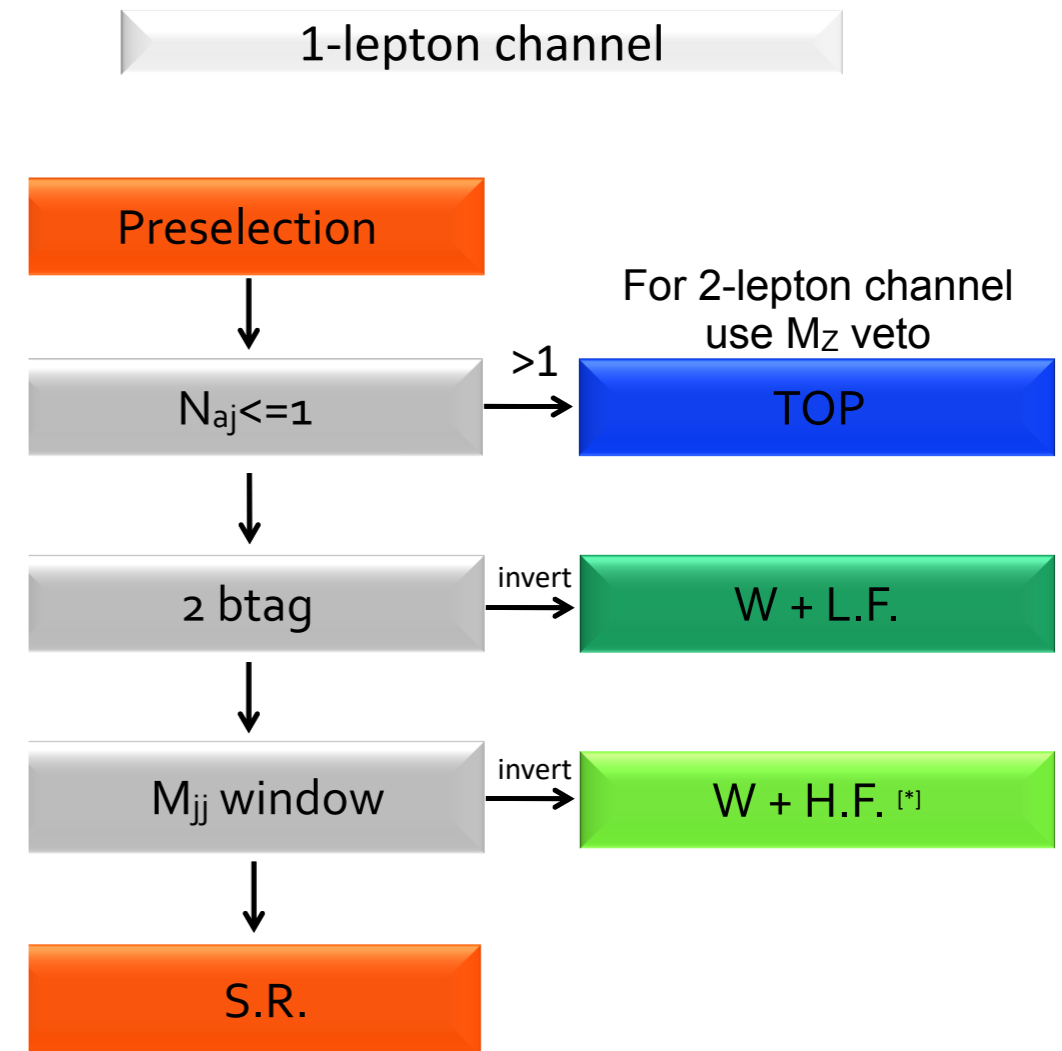 1-lepton channel
Preselection
For 2-lepton channel
use MZ veto
Naj<=1
>1
TOP
2 btag
invert
W + L.F.
Mjj window
invert
W + H.F. [*]
S.R.